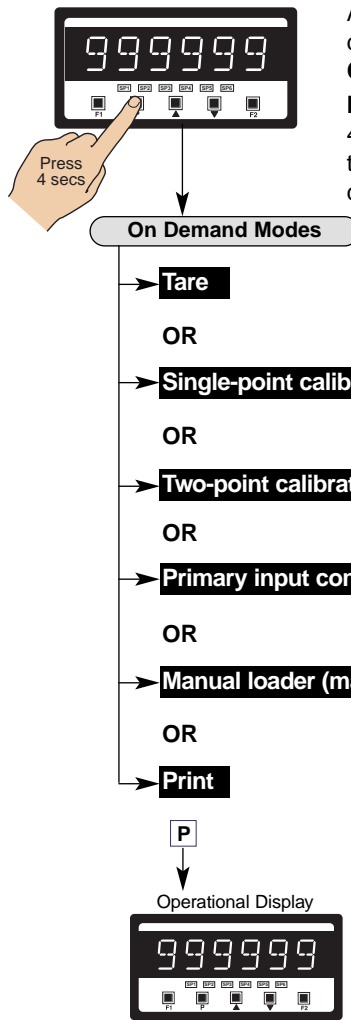 999999
SP1 SP2 SP3 SP4 SP5 SP6
F1 F2
Press
4 secs
On Demand Modes
Tare
OR
Single-point calib
OR
Two-point calibra
OR
Primary input con
OR
Manual loader (ma
OR
Print
P
Operational Display
999999
SP1 SP2 SP3 SP4 SP5 SP6
F1 P F2